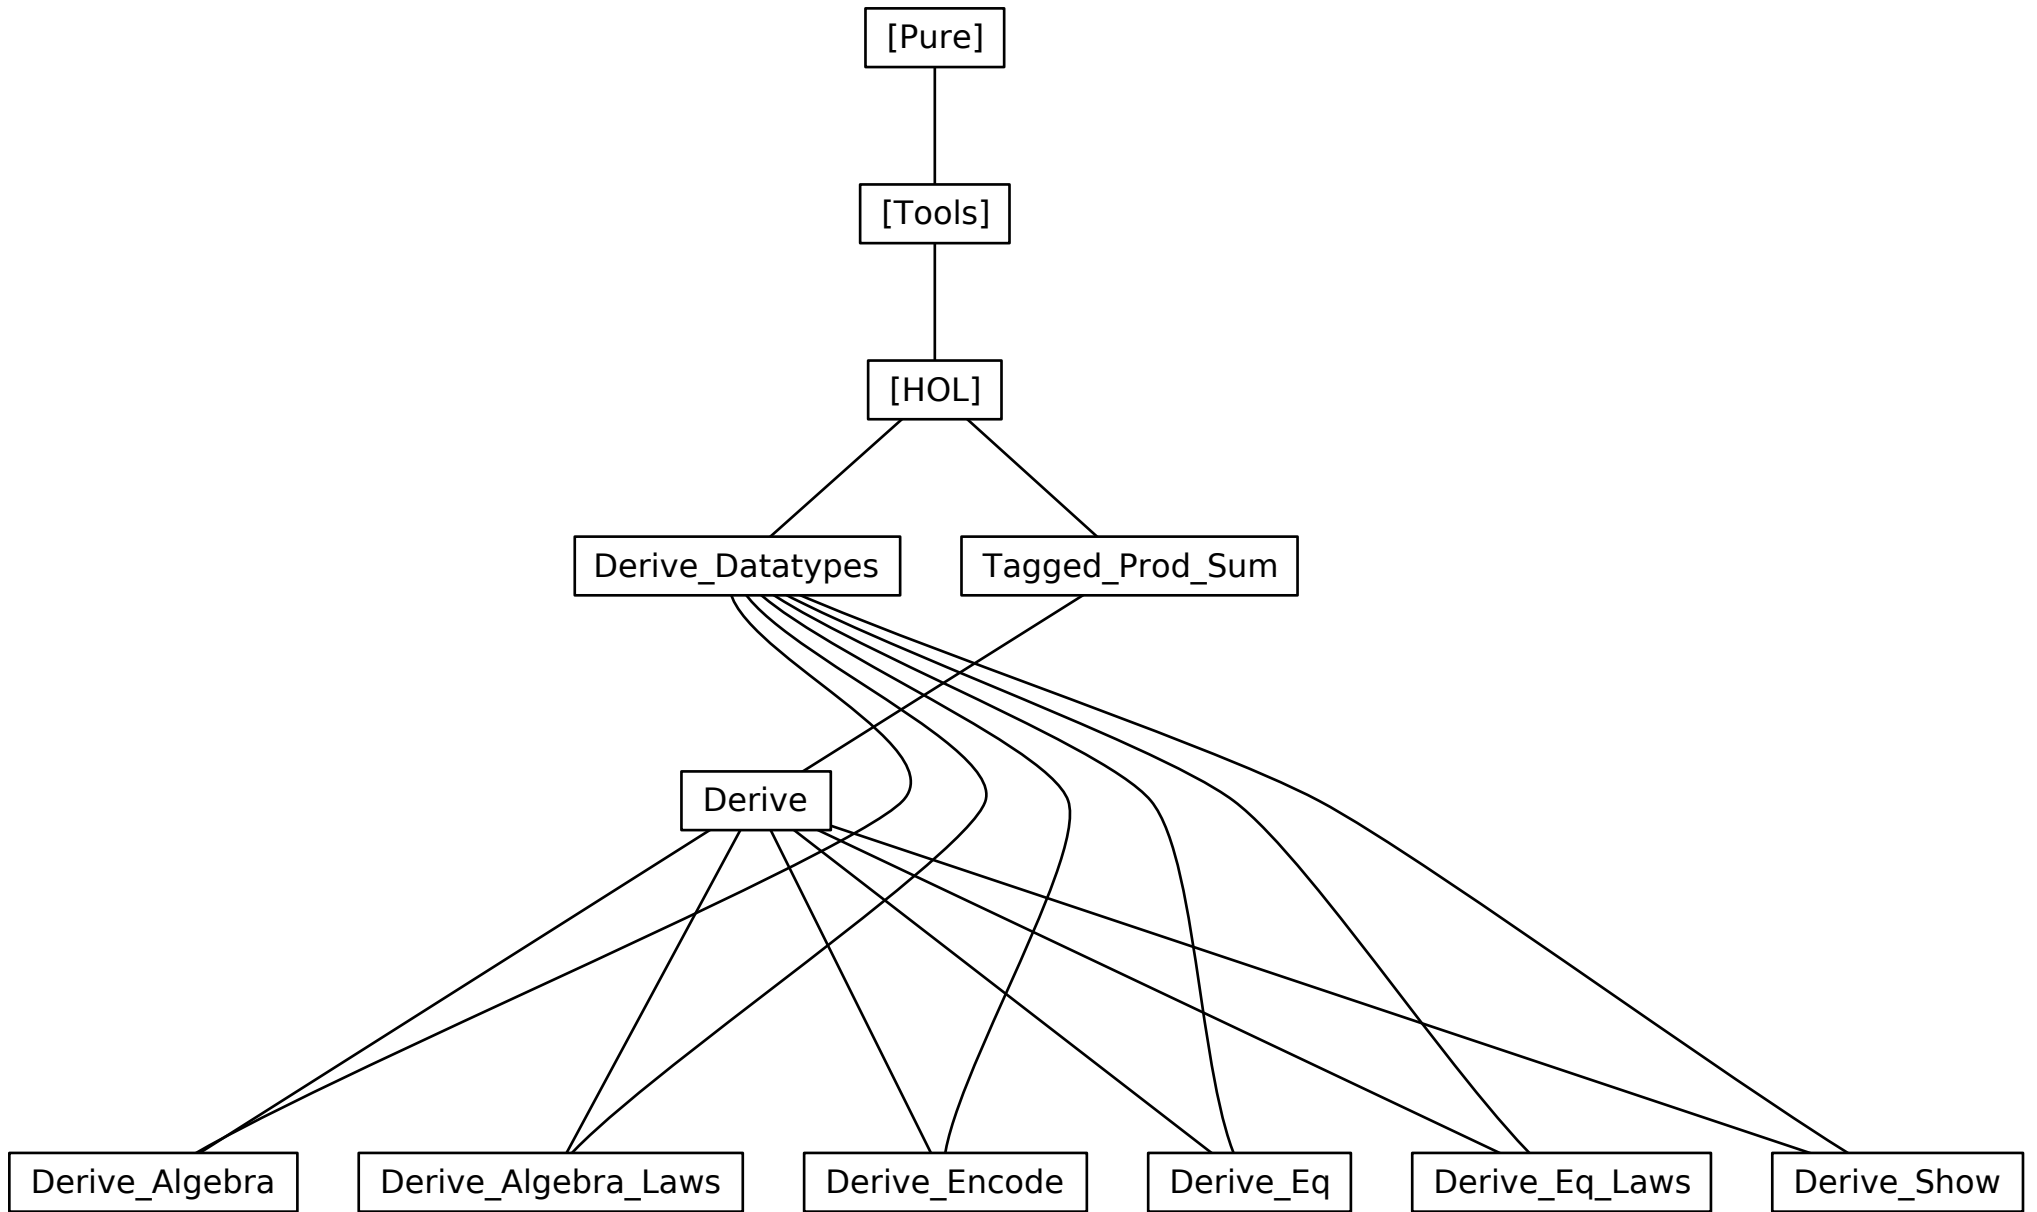 [Pure]
[Tools]
[HOL]
Derive_Datatypes
Tagged_Prod_Sum
Derive
Derive_Algebra
Derive_Algebra_Laws
Derive_Encode
Derive_Eq
Derive_Eq_Laws
Derive_Show